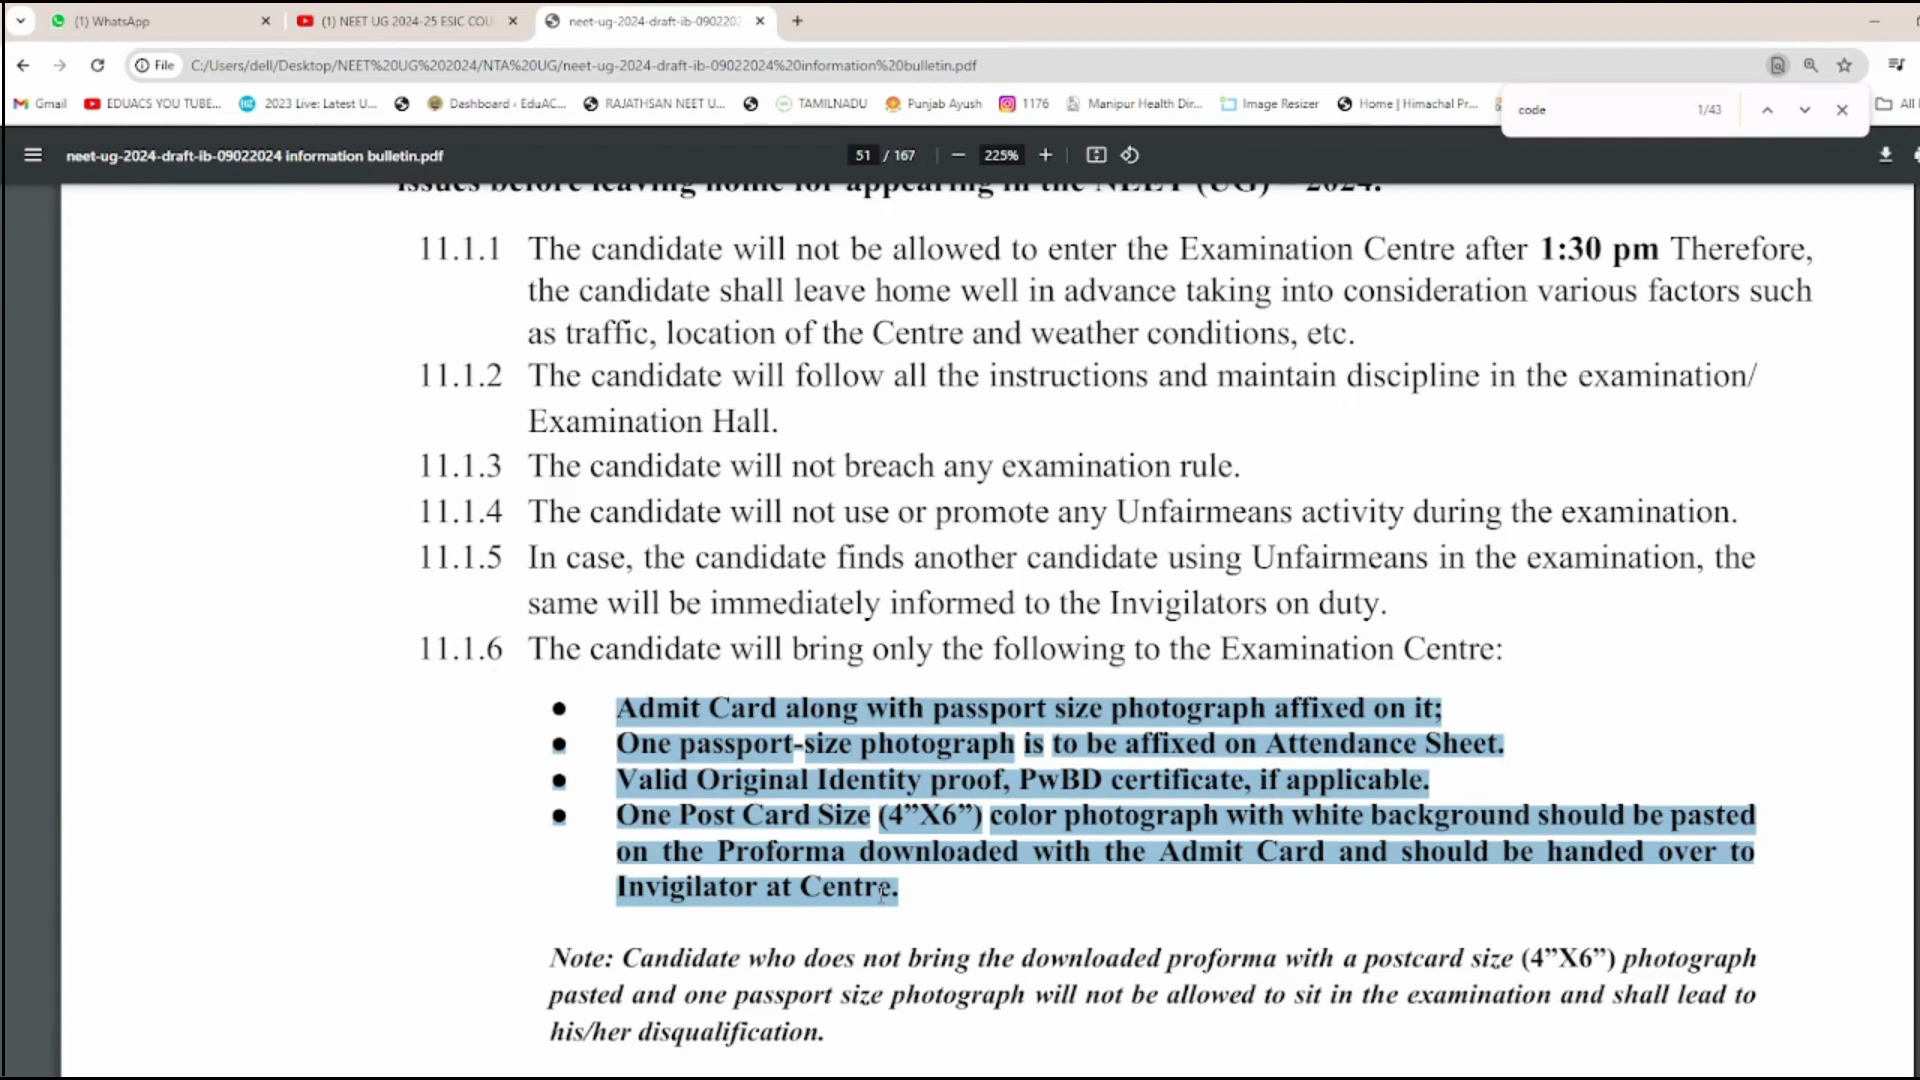 (1) WhatsApp
(1) NEET UG 2024-25 ESIC COU
neet-ug-2024-draft-ib-0902202
File C:/Users/dell/Desktop/NEET%20UG%202024/NTA%20UG/neet-ug-2024-draft-ib-09022024%20information%20bulletin.pdf
Gmail EDUACS YOU TUBE... 2023 Live: Latest U... Dashboard ‹ EduAC... RAJATHSAN NEET U... TAMILNADU Punjab Ayush 1176 Manipur Health Dir... Image Resizer Home | Himachal Pr... All
code 1/43
neet-ug-2024-draft-ib-09022024 information bulletin.pdf 51 / 167 225%
issues before leaving home for appearing in the NEET (UG) – 2024.
11.1.1 The candidate will not be allowed to enter the Examination Centre after 1:30 pm Therefore,
the candidate shall leave home well in advance taking into consideration various factors such
as traffic, location of the Centre and weather conditions, etc.
11.1.2 The candidate will follow all the instructions and maintain discipline in the examination/
Examination Hall.
11.1.3 The candidate will not breach any examination rule.
11.1.4 The candidate will not use or promote any Unfairmeans activity during the examination.
11.1.5 In case, the candidate finds another candidate using Unfairmeans in the examination, the
same will be immediately informed to the Invigilators on duty.
11.1.6 The candidate will bring only the following to the Examination Centre:
● Admit Card along with passport size photograph affixed on it;
● One passport-size photograph is to be affixed on Attendance Sheet.
● Valid Original Identity proof, PwBD certificate, if applicable.
● One Post Card Size (4”X6”) color photograph with white background should be pasted
on the Proforma downloaded with the Admit Card and should be handed over to
Invigilator at Centre.
Note: Candidate who does not bring the downloaded proforma with a postcard size (4”X6”) photograph
pasted and one passport size photograph will not be allowed to sit in the examination and shall lead to
his/her disqualification.